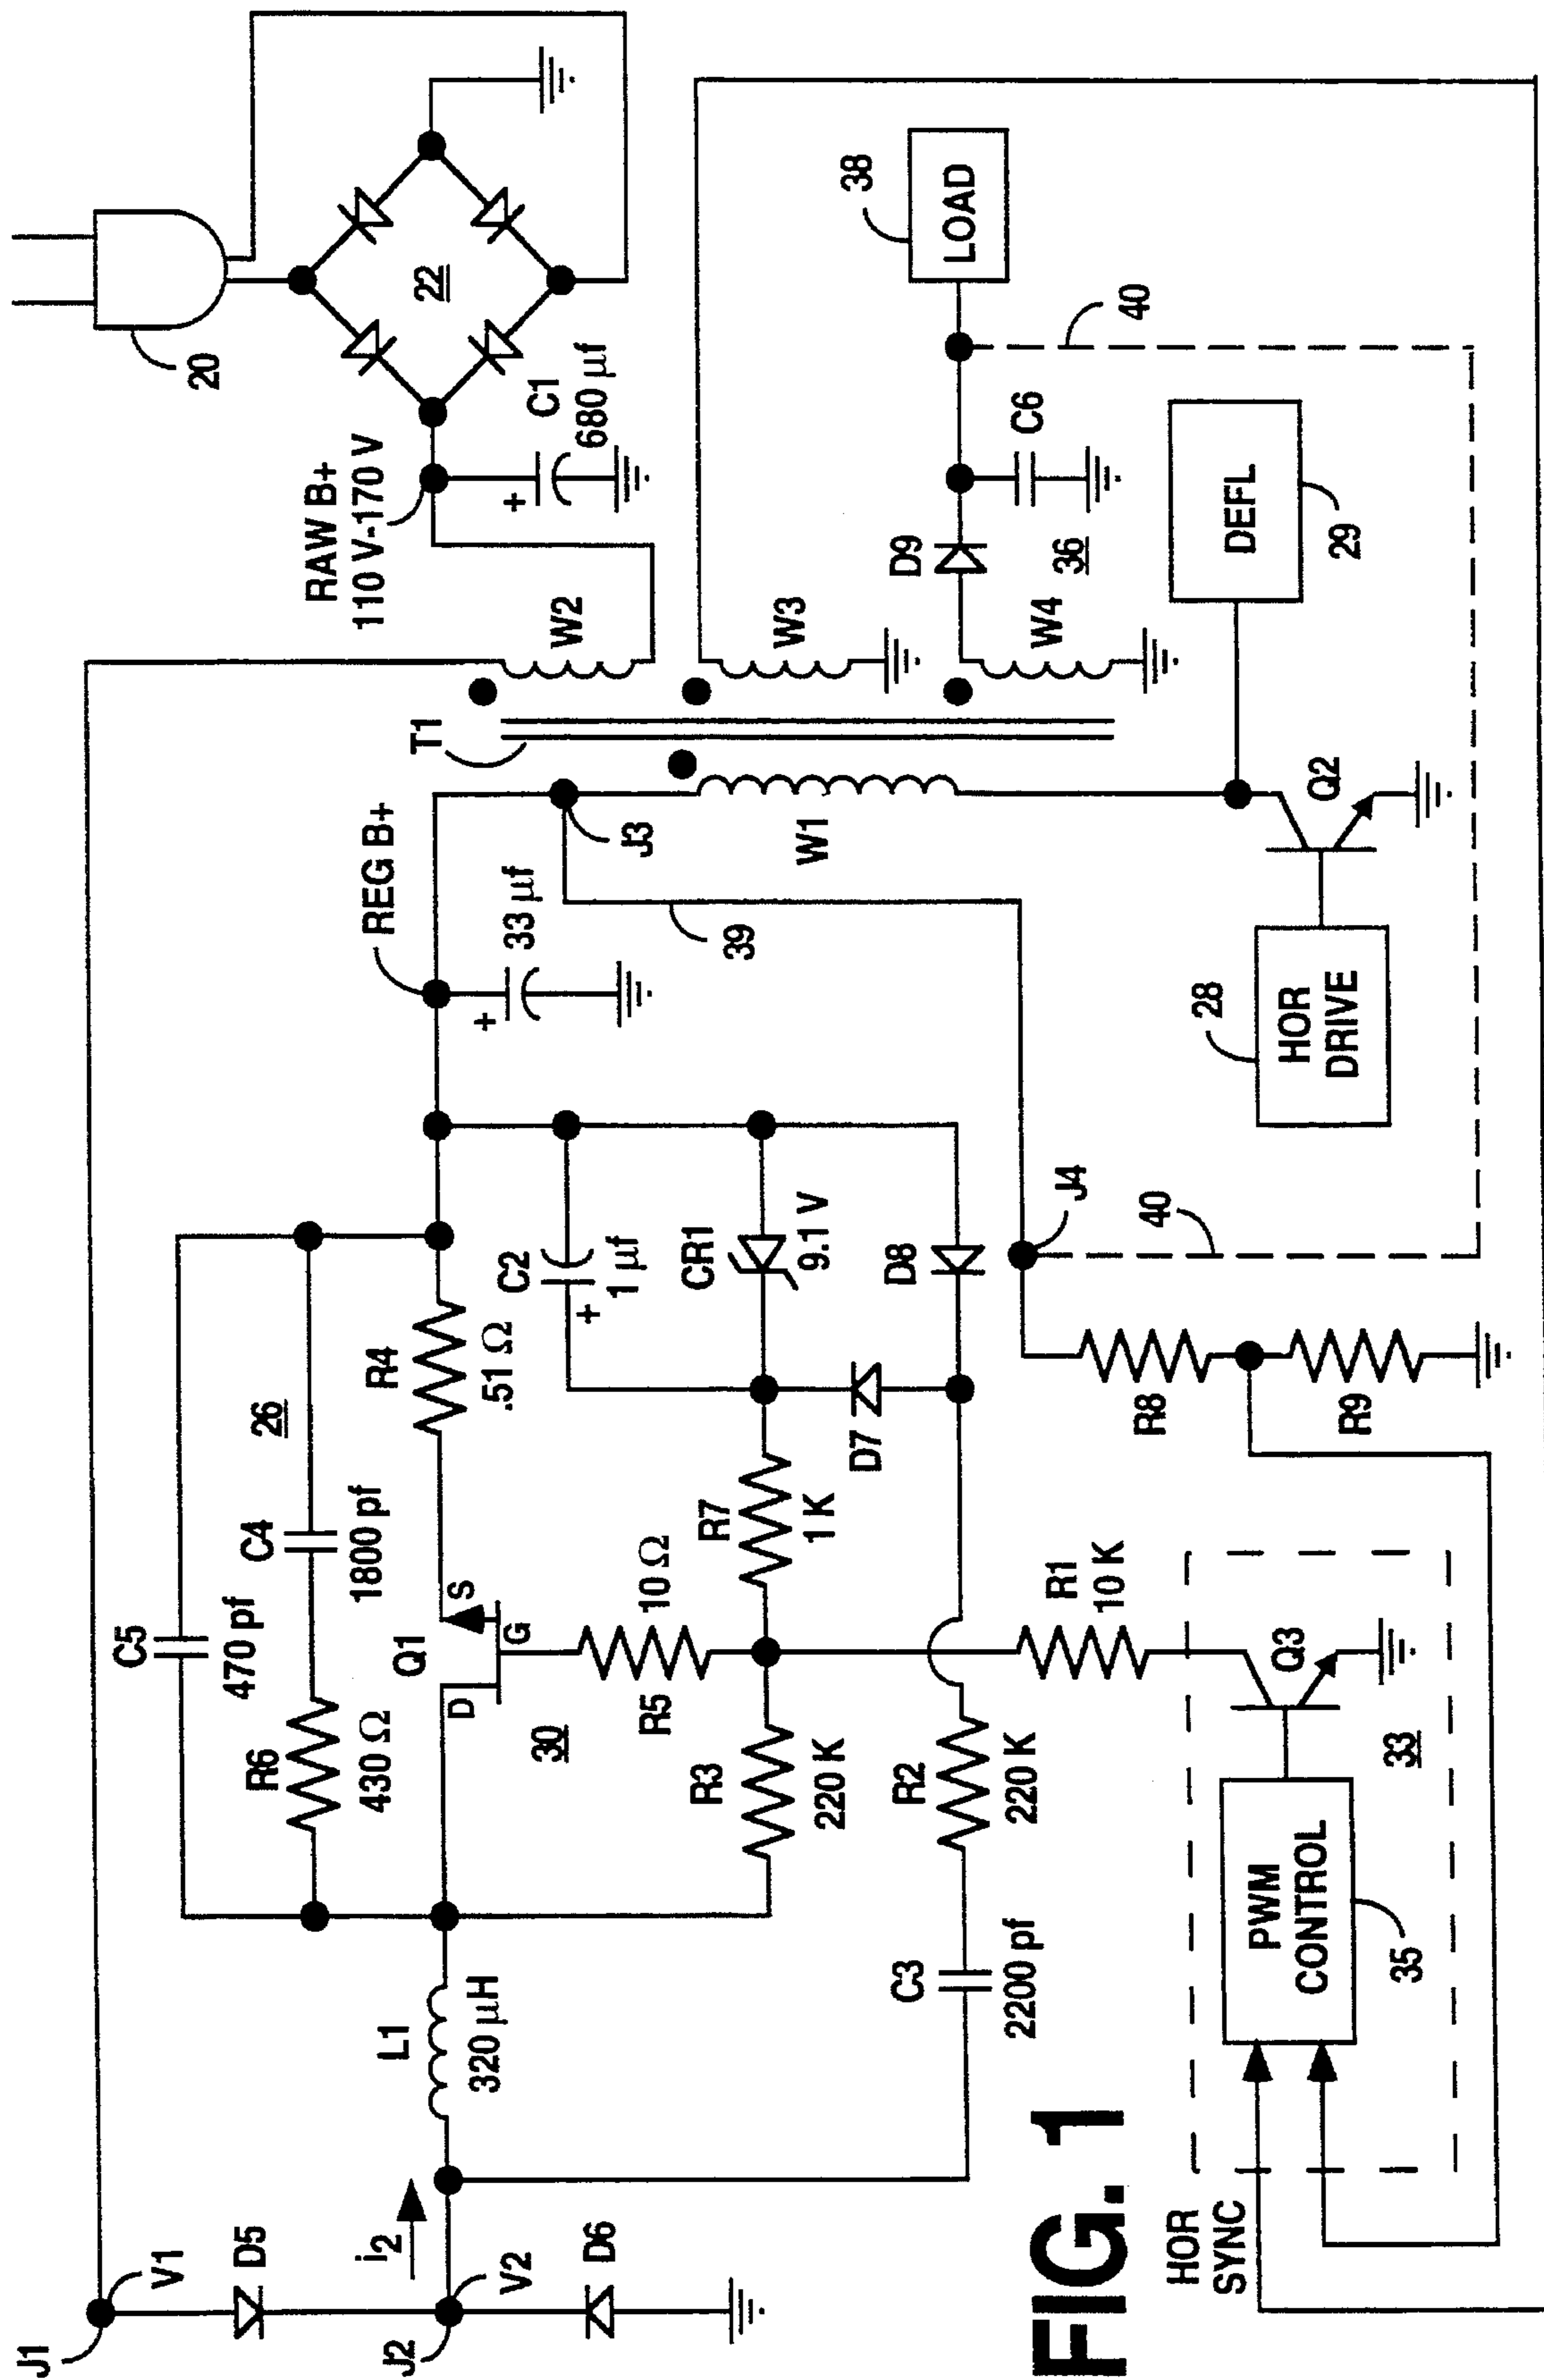 J1
V1
D5
i2
V2
J2
D6
L1
320 µH
C5
470 pf
R6
430 Ω
C4
1800 pf
26
R4
.51 Ω
Q1
D
S
G
30
R5
10 Ω
R3
220 K
R7
1 K
C2
1 µf
+
CR1
9.1 V
D7
D8
C3
2200 pf
R2
220 K
R1
10 K
Q3
33
PWM
CONTROL
35
HOR
SYNC
R8
R9
J4
40
REG B+
+
33 µf
J3
39
T1
W1
W2
W3
W4
RAW B+
110 V-170 V
+
C1
680 µf
20
22
D9
36
C6
38
LOAD
40
DEFL
29
Q2
28
HOR
DRIVE
FIG. 1